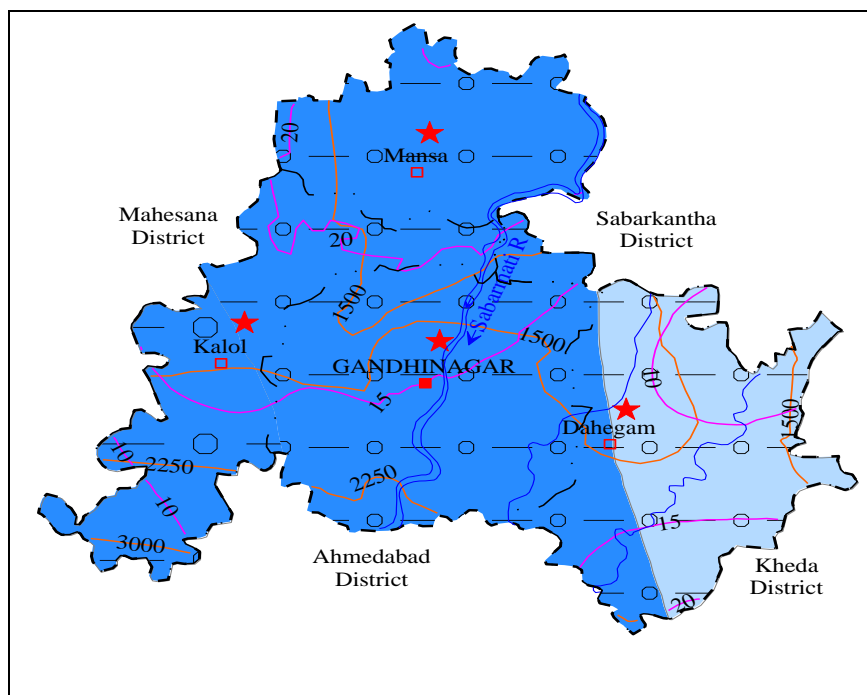 20
Mansa
Mahesana
District
Sabarkantha
District
20
Sabarmati R
1500
1500
Kalol
GANDHINAGAR
15
10
1500
Dahegam
10
2250
2250
10
3000
15
Ahmedabad
District
Kheda
District
20